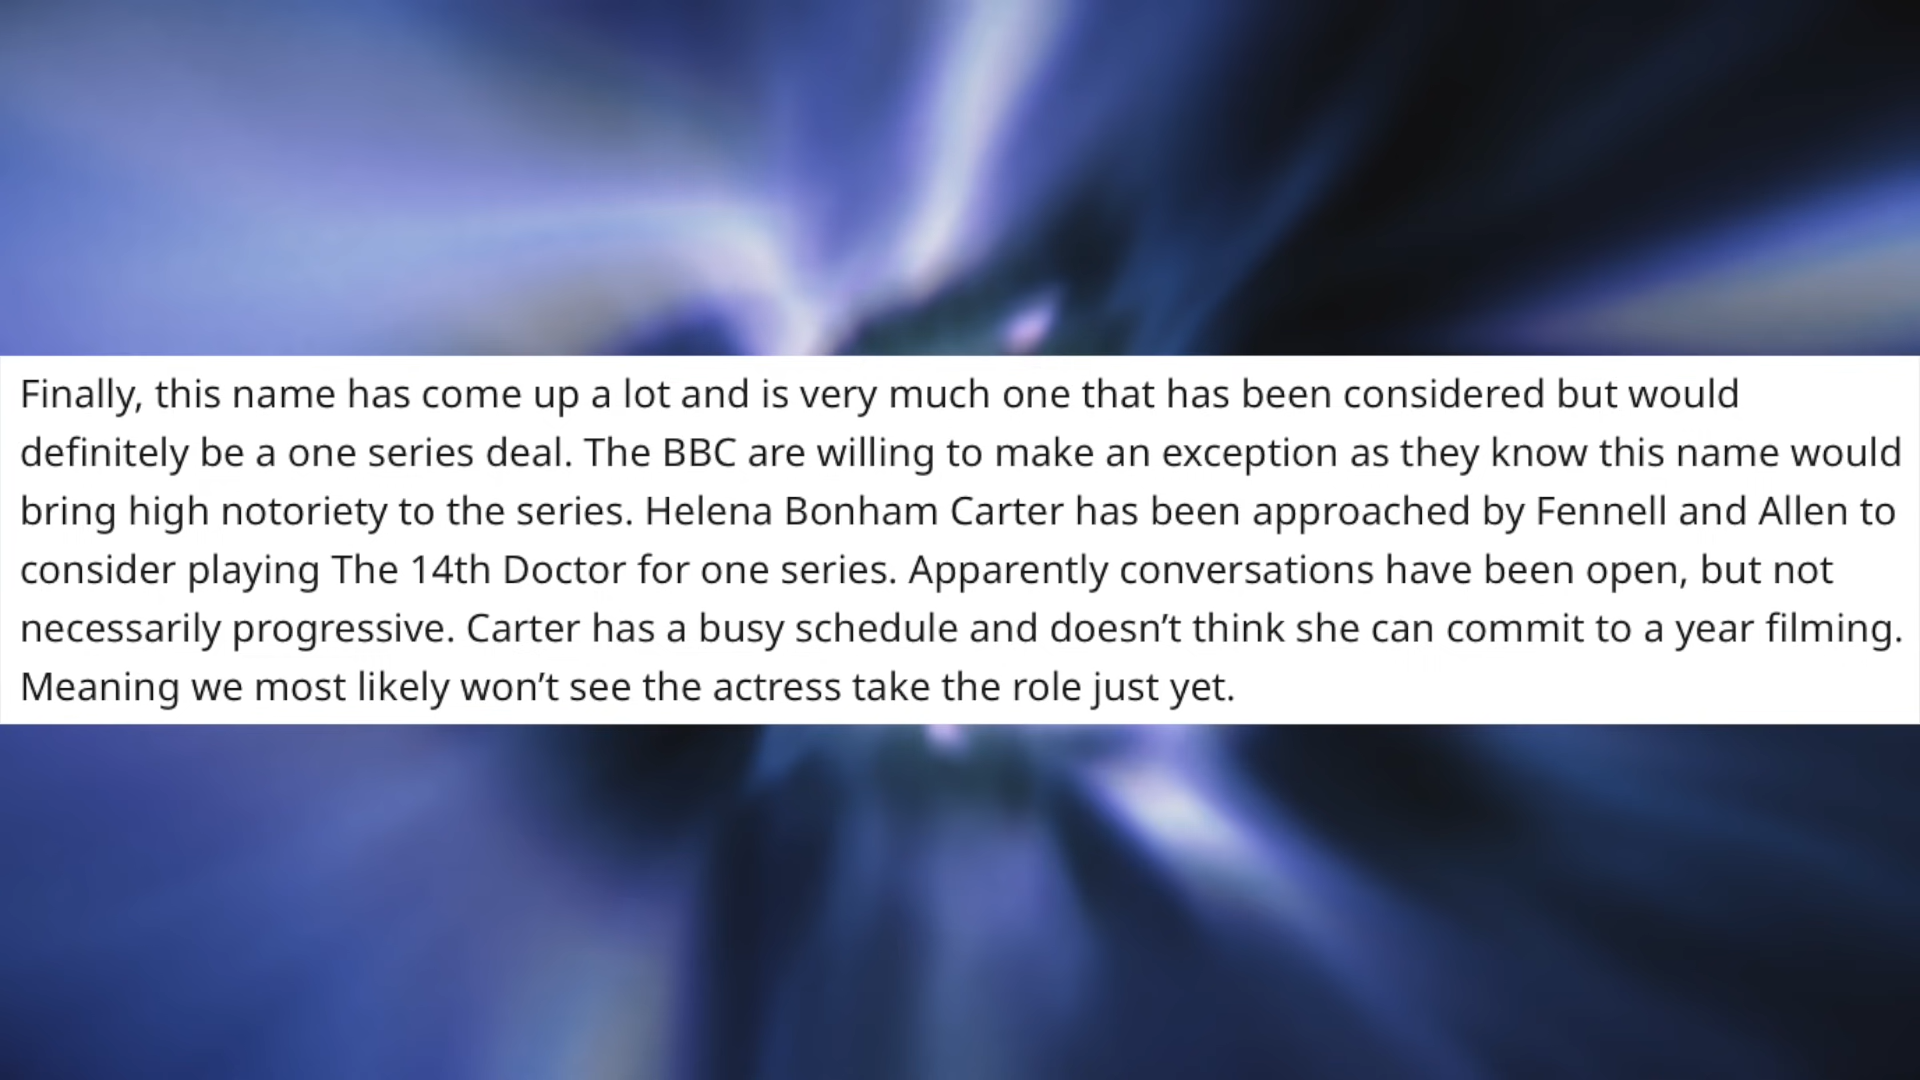 Finally, this name has come up a lot and is very much one that has been considered but would
definitely be a one series deal. The BBC are willing to make an exception as they know this name would
bring high notoriety to the series. Helena Bonham Carter has been approached by Fennell and Allen to
consider playing The 14th Doctor for one series. Apparently conversations have been open, but not
necessarily progressive. Carter has a busy schedule and doesn’t think she can commit to a year filming.
Meaning we most likely won’t see the actress take the role just yet.